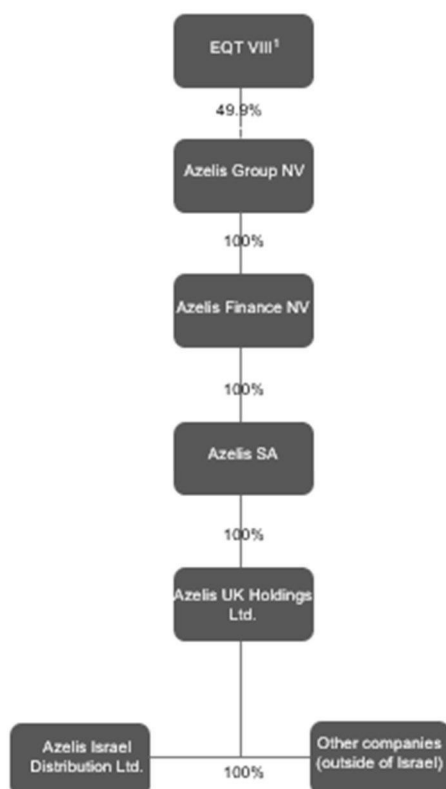 EQT VIII¹
49.9%
Azelis Group NV
100%
Azelis Finance NV
100%
Azelis SA
100%
Azelis UK Holdings
Ltd.
Azelis Israel
Distribution Ltd.
100%
Other companies
(outside of Israel)